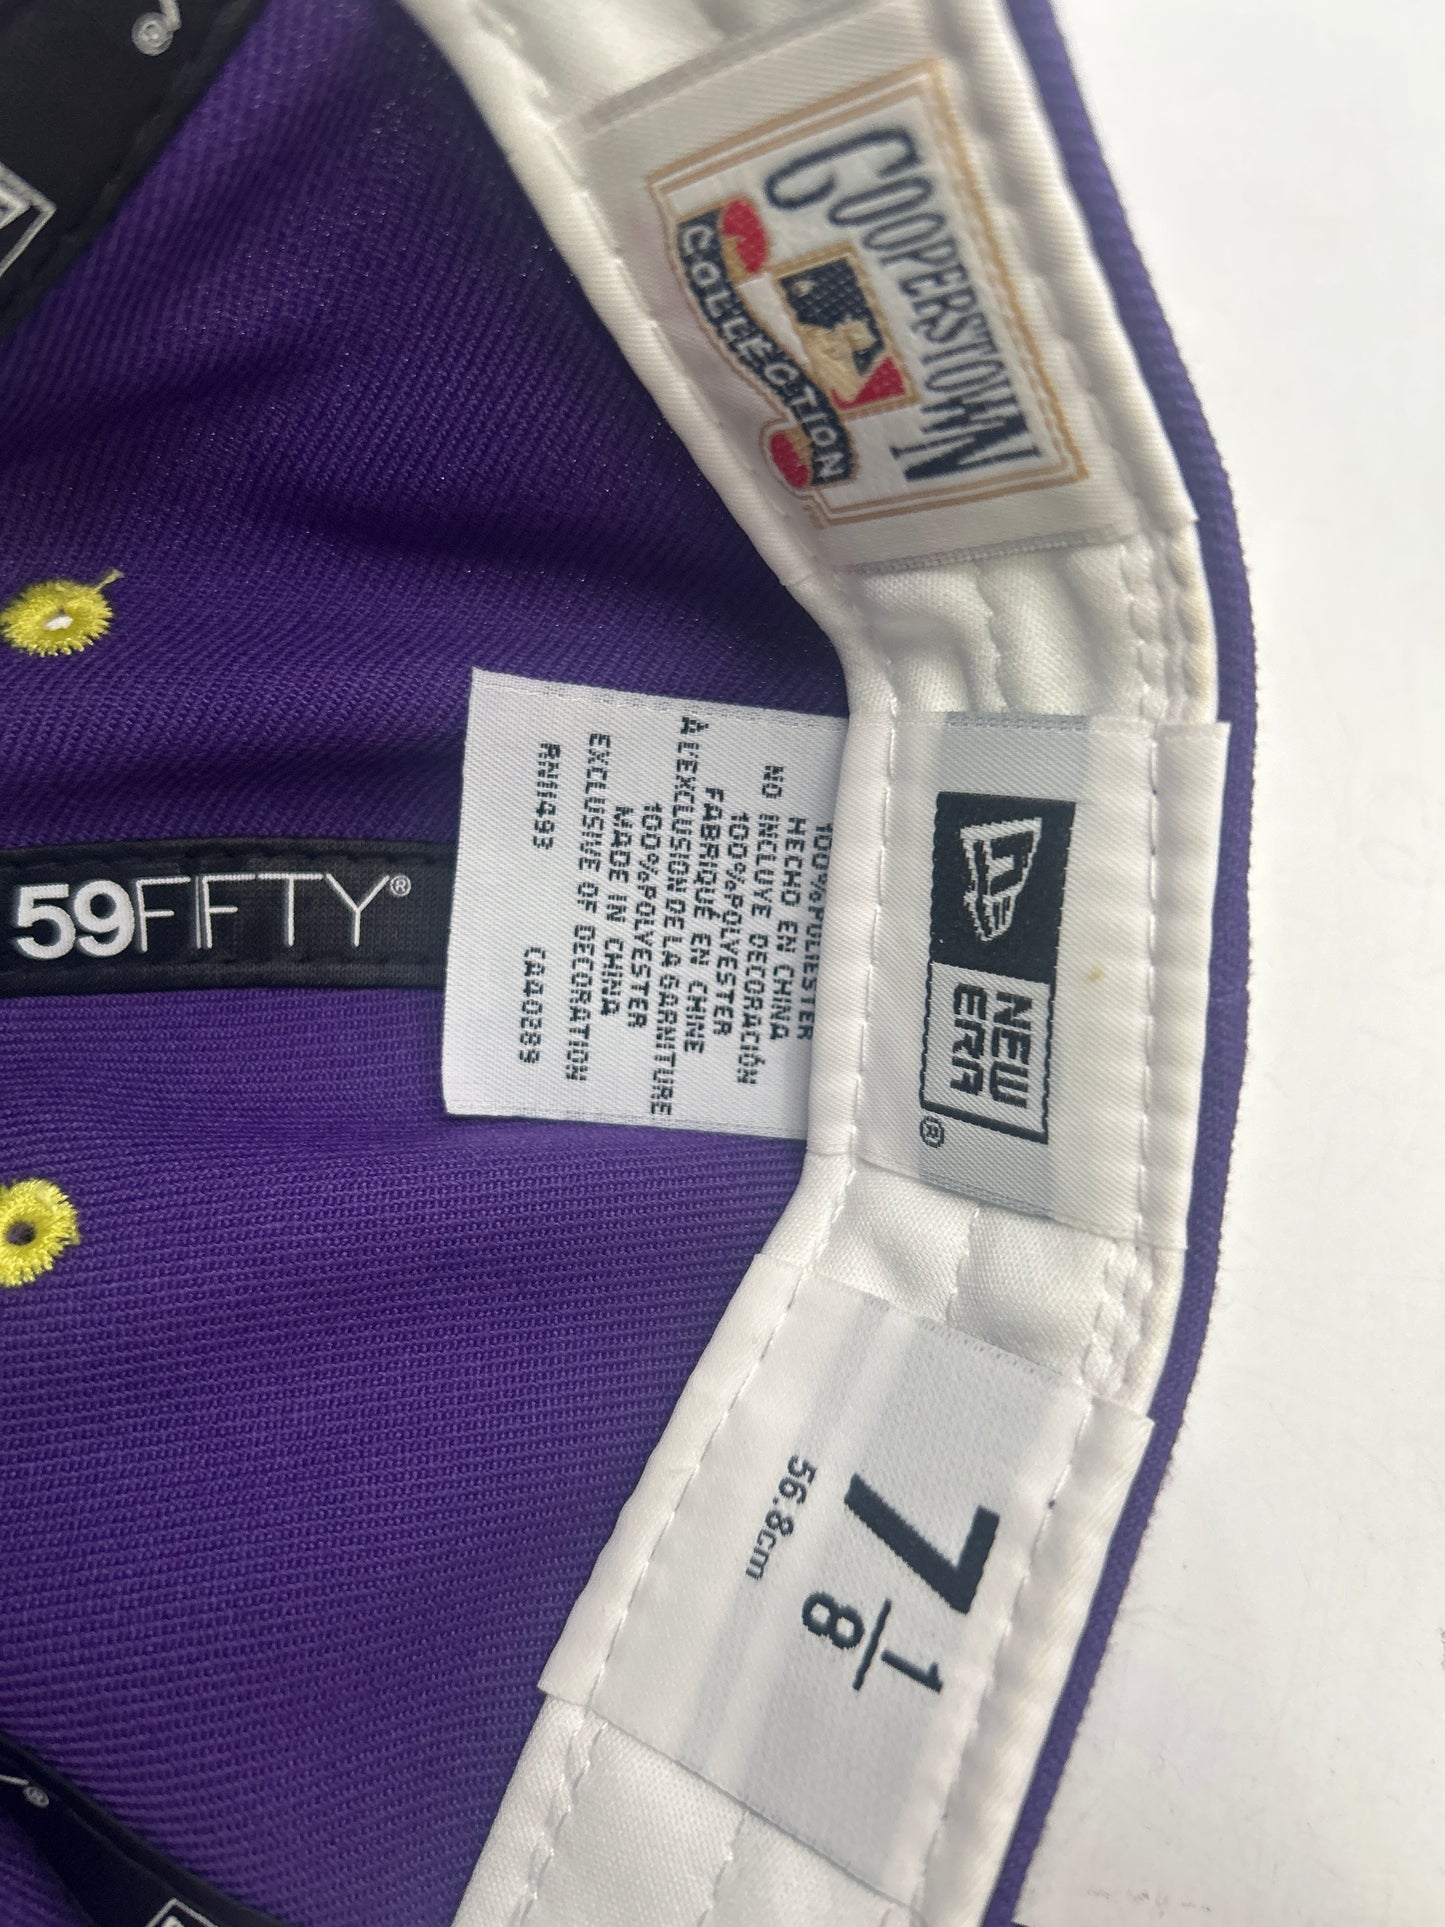 COOPERSTOWN
COLLECTION
59FIFTY®
100% POLIESTER
HECHO EN CHINA
NO INCLUYE DECORACIÓN
100% POLYESTER
FABRIQUÉ EN CHINE
À L'EXCLUSION DE LA GARNITURE
100% POLYESTER
MADE IN CHINA
EXCLUSIVE OF DECORATION
RN11493 CA40289
NEW
ERA
®
7 1/8
56.8cm
®